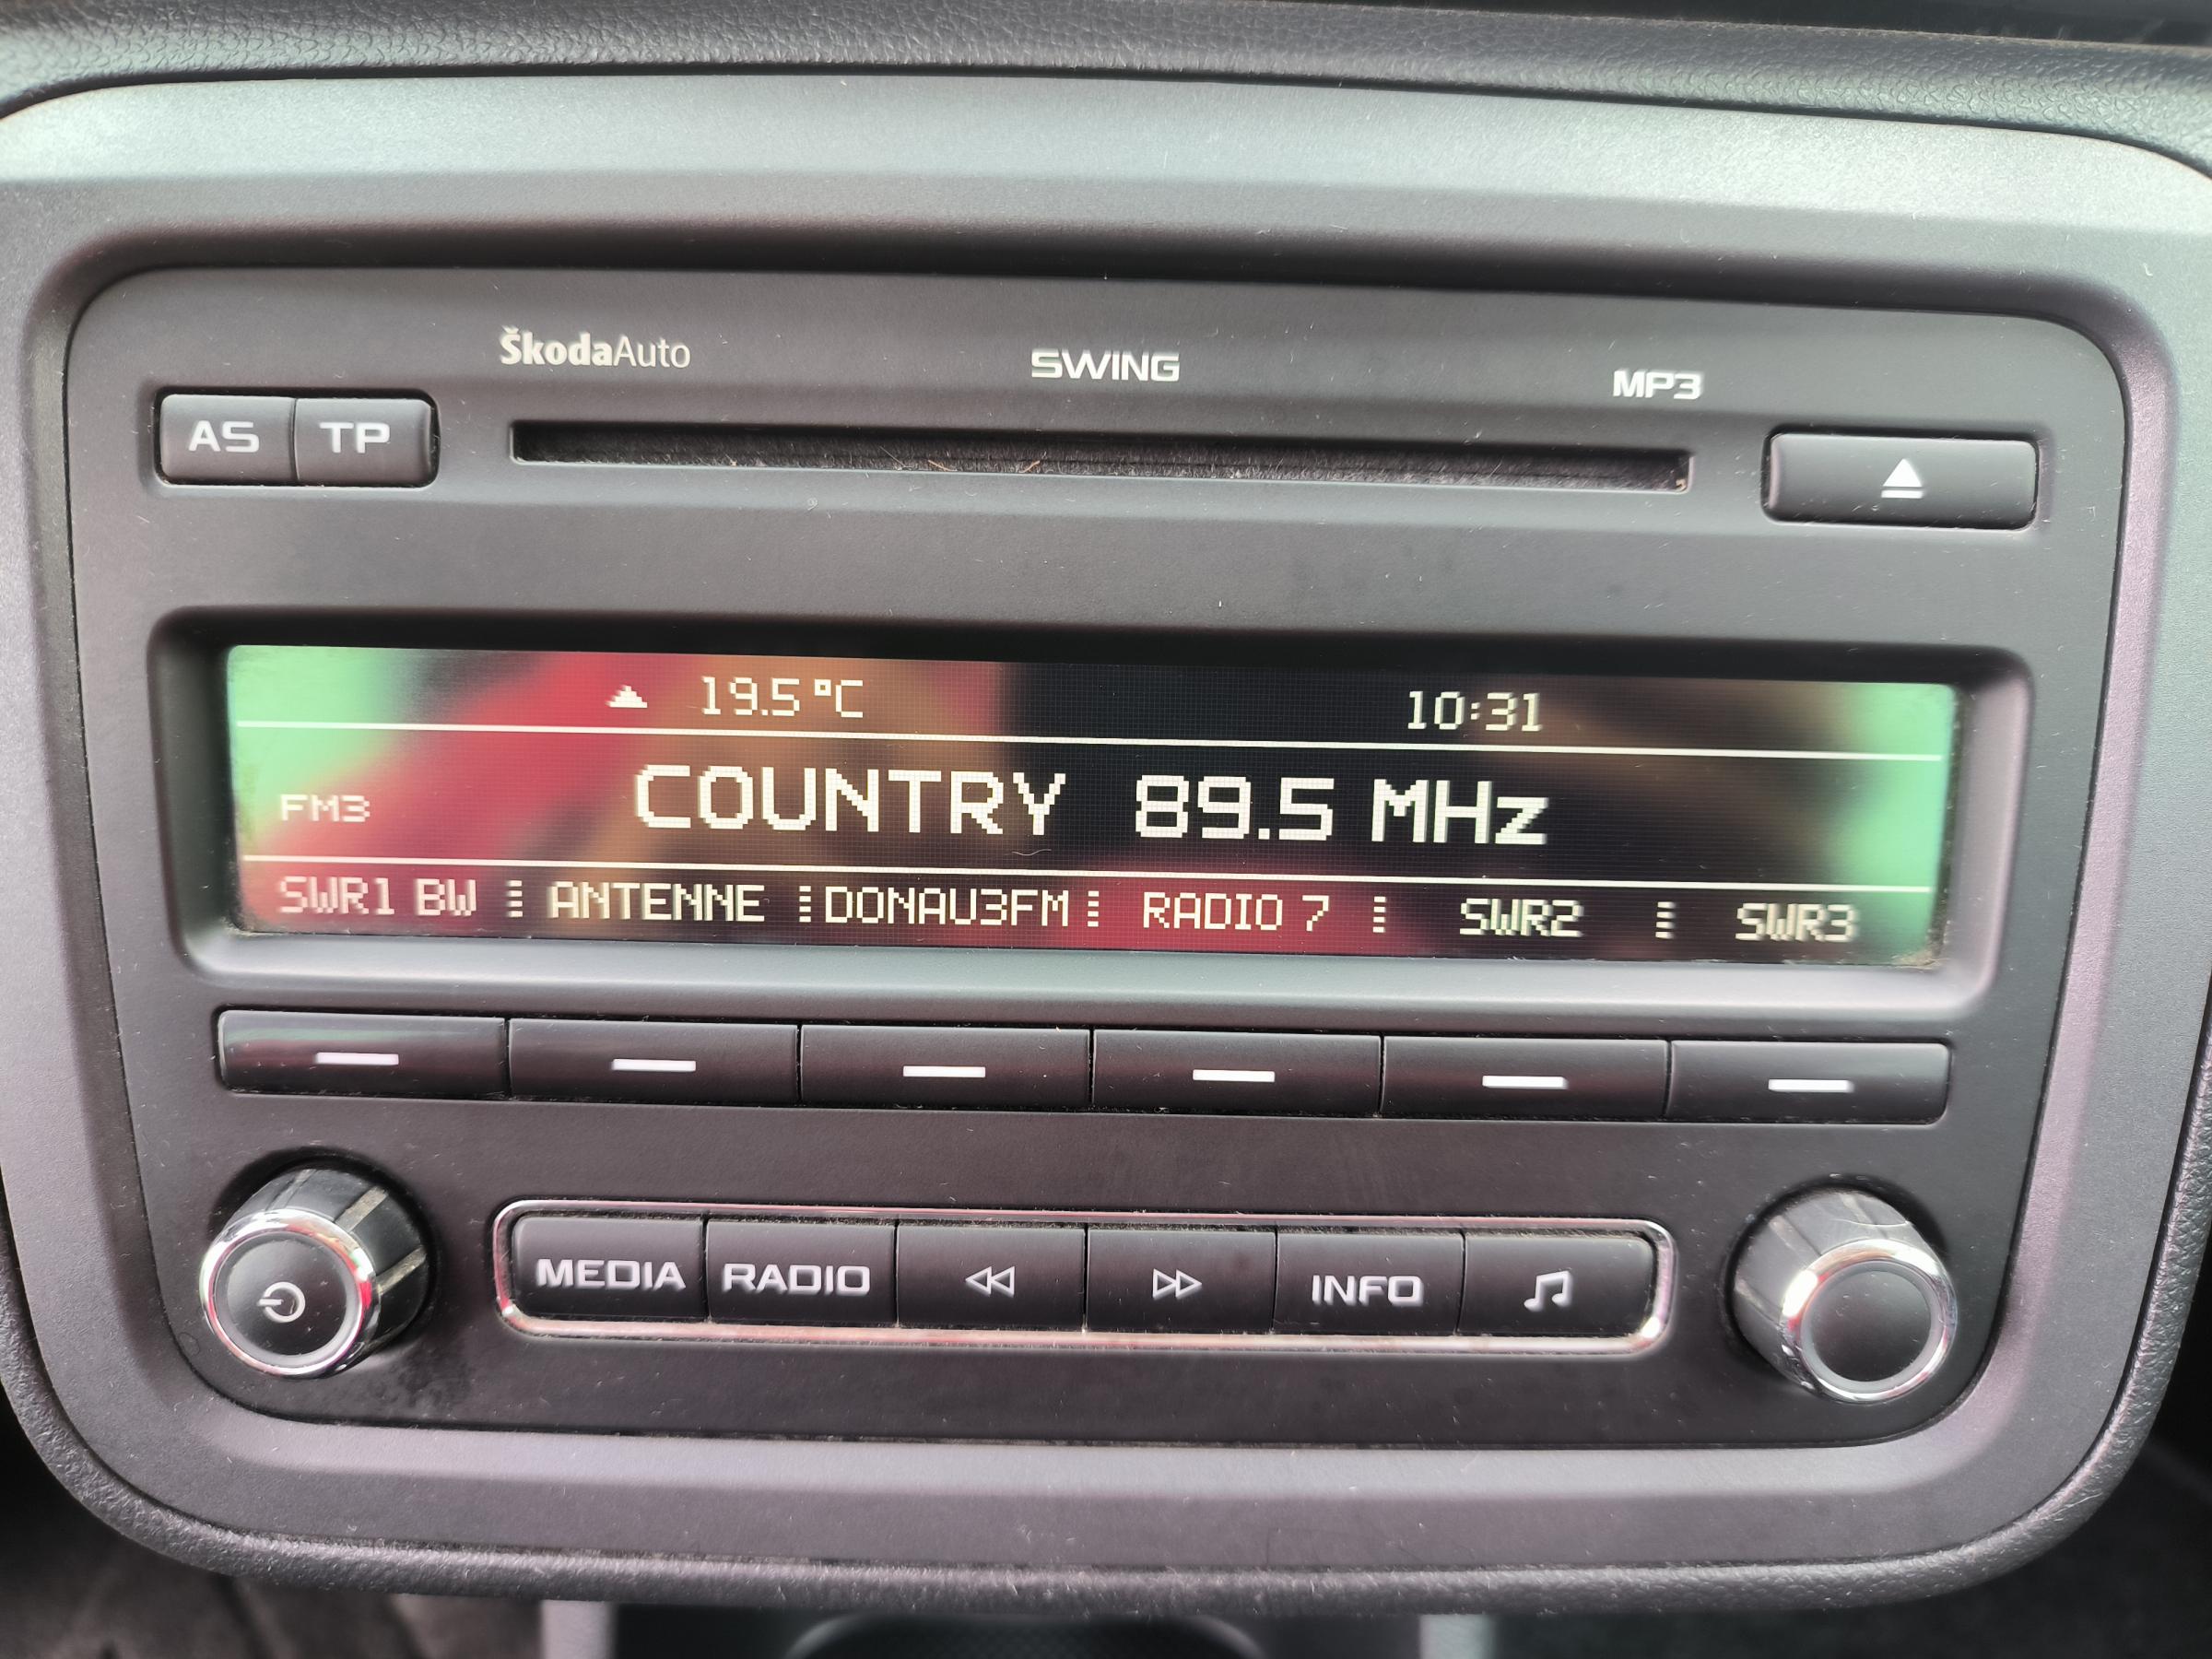 ŠkodaAuto SWING MP3
AS TP
19.5°C 10:31
FM3 COUNTRY 89.5 MHz
SWR1 BW ANTENNE DONAU3FM RADIO 7 SWR2 SWR3
MEDIA RADIO INFO